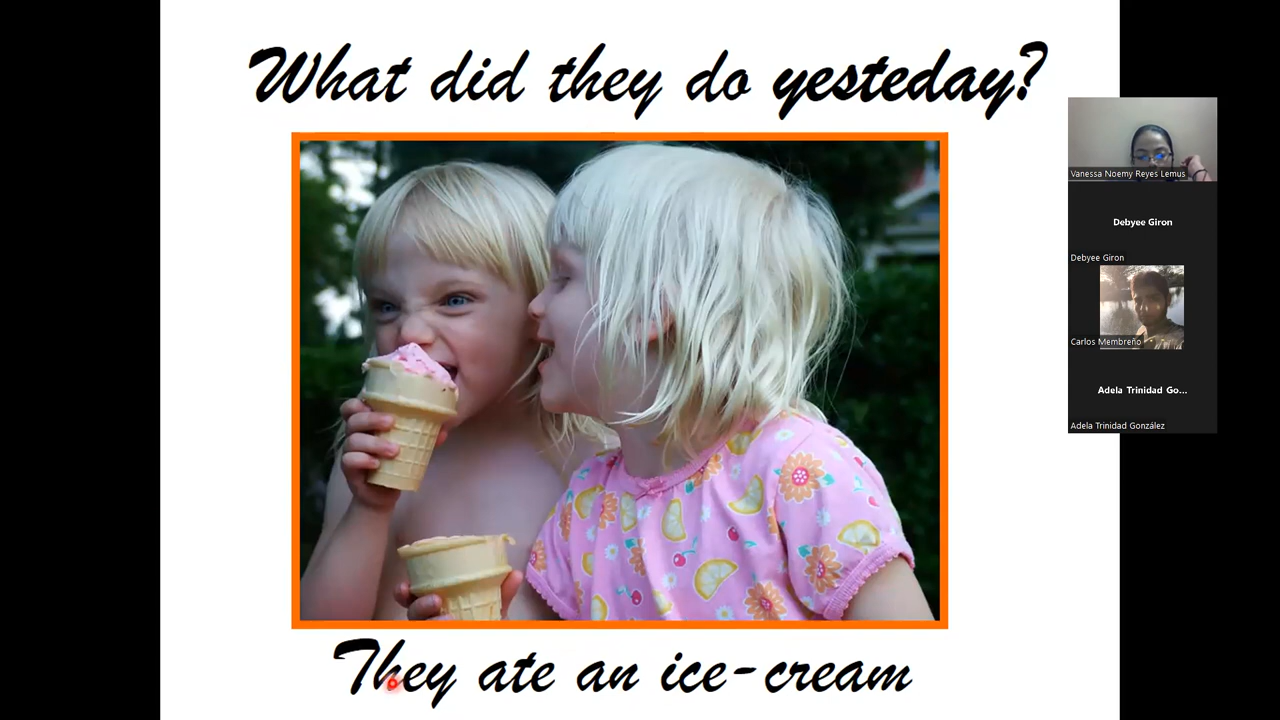 What did they do yesteday?
Vanessa Noemy Reyes Lemus
Debyee Giron
Debyee Giron
Carlos Membreño
Adela Trinidad Go...
Adela Trinidad González
They ate an ice-cream